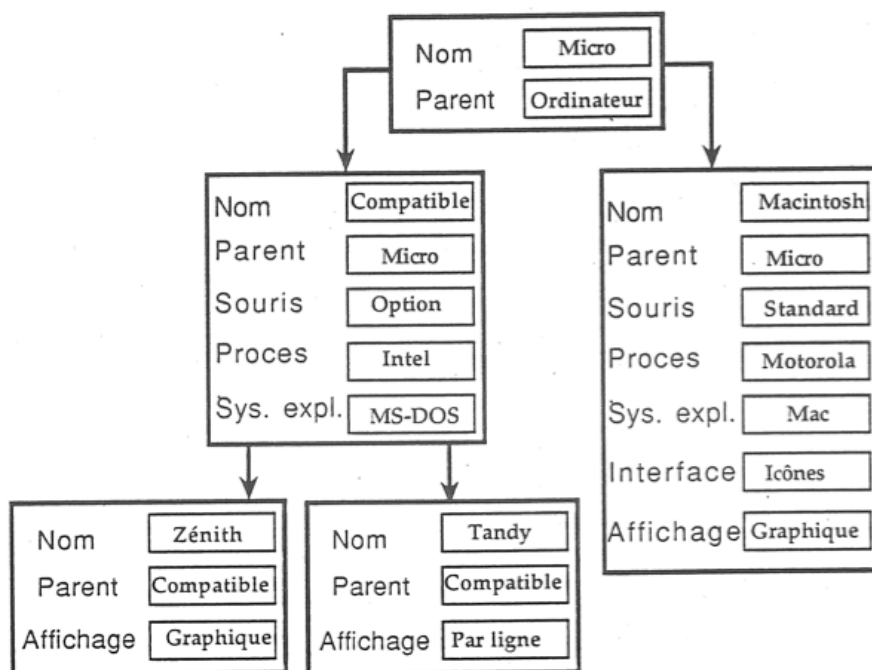 Nom Micro
Parent Ordinateur
Nom Compatible
Parent Micro
Souris Option
Proces Intel
Sys. expl. MS-DOS
Nom Macintosh
Parent Micro
Souris Standard
Proces Motorola
Sys. expl. Mac
Interface Icônes
Affichage Graphique
Nom Zénith
Parent Compatible
Affichage Graphique
Nom Tandy
Parent Compatible
Affichage Par ligne